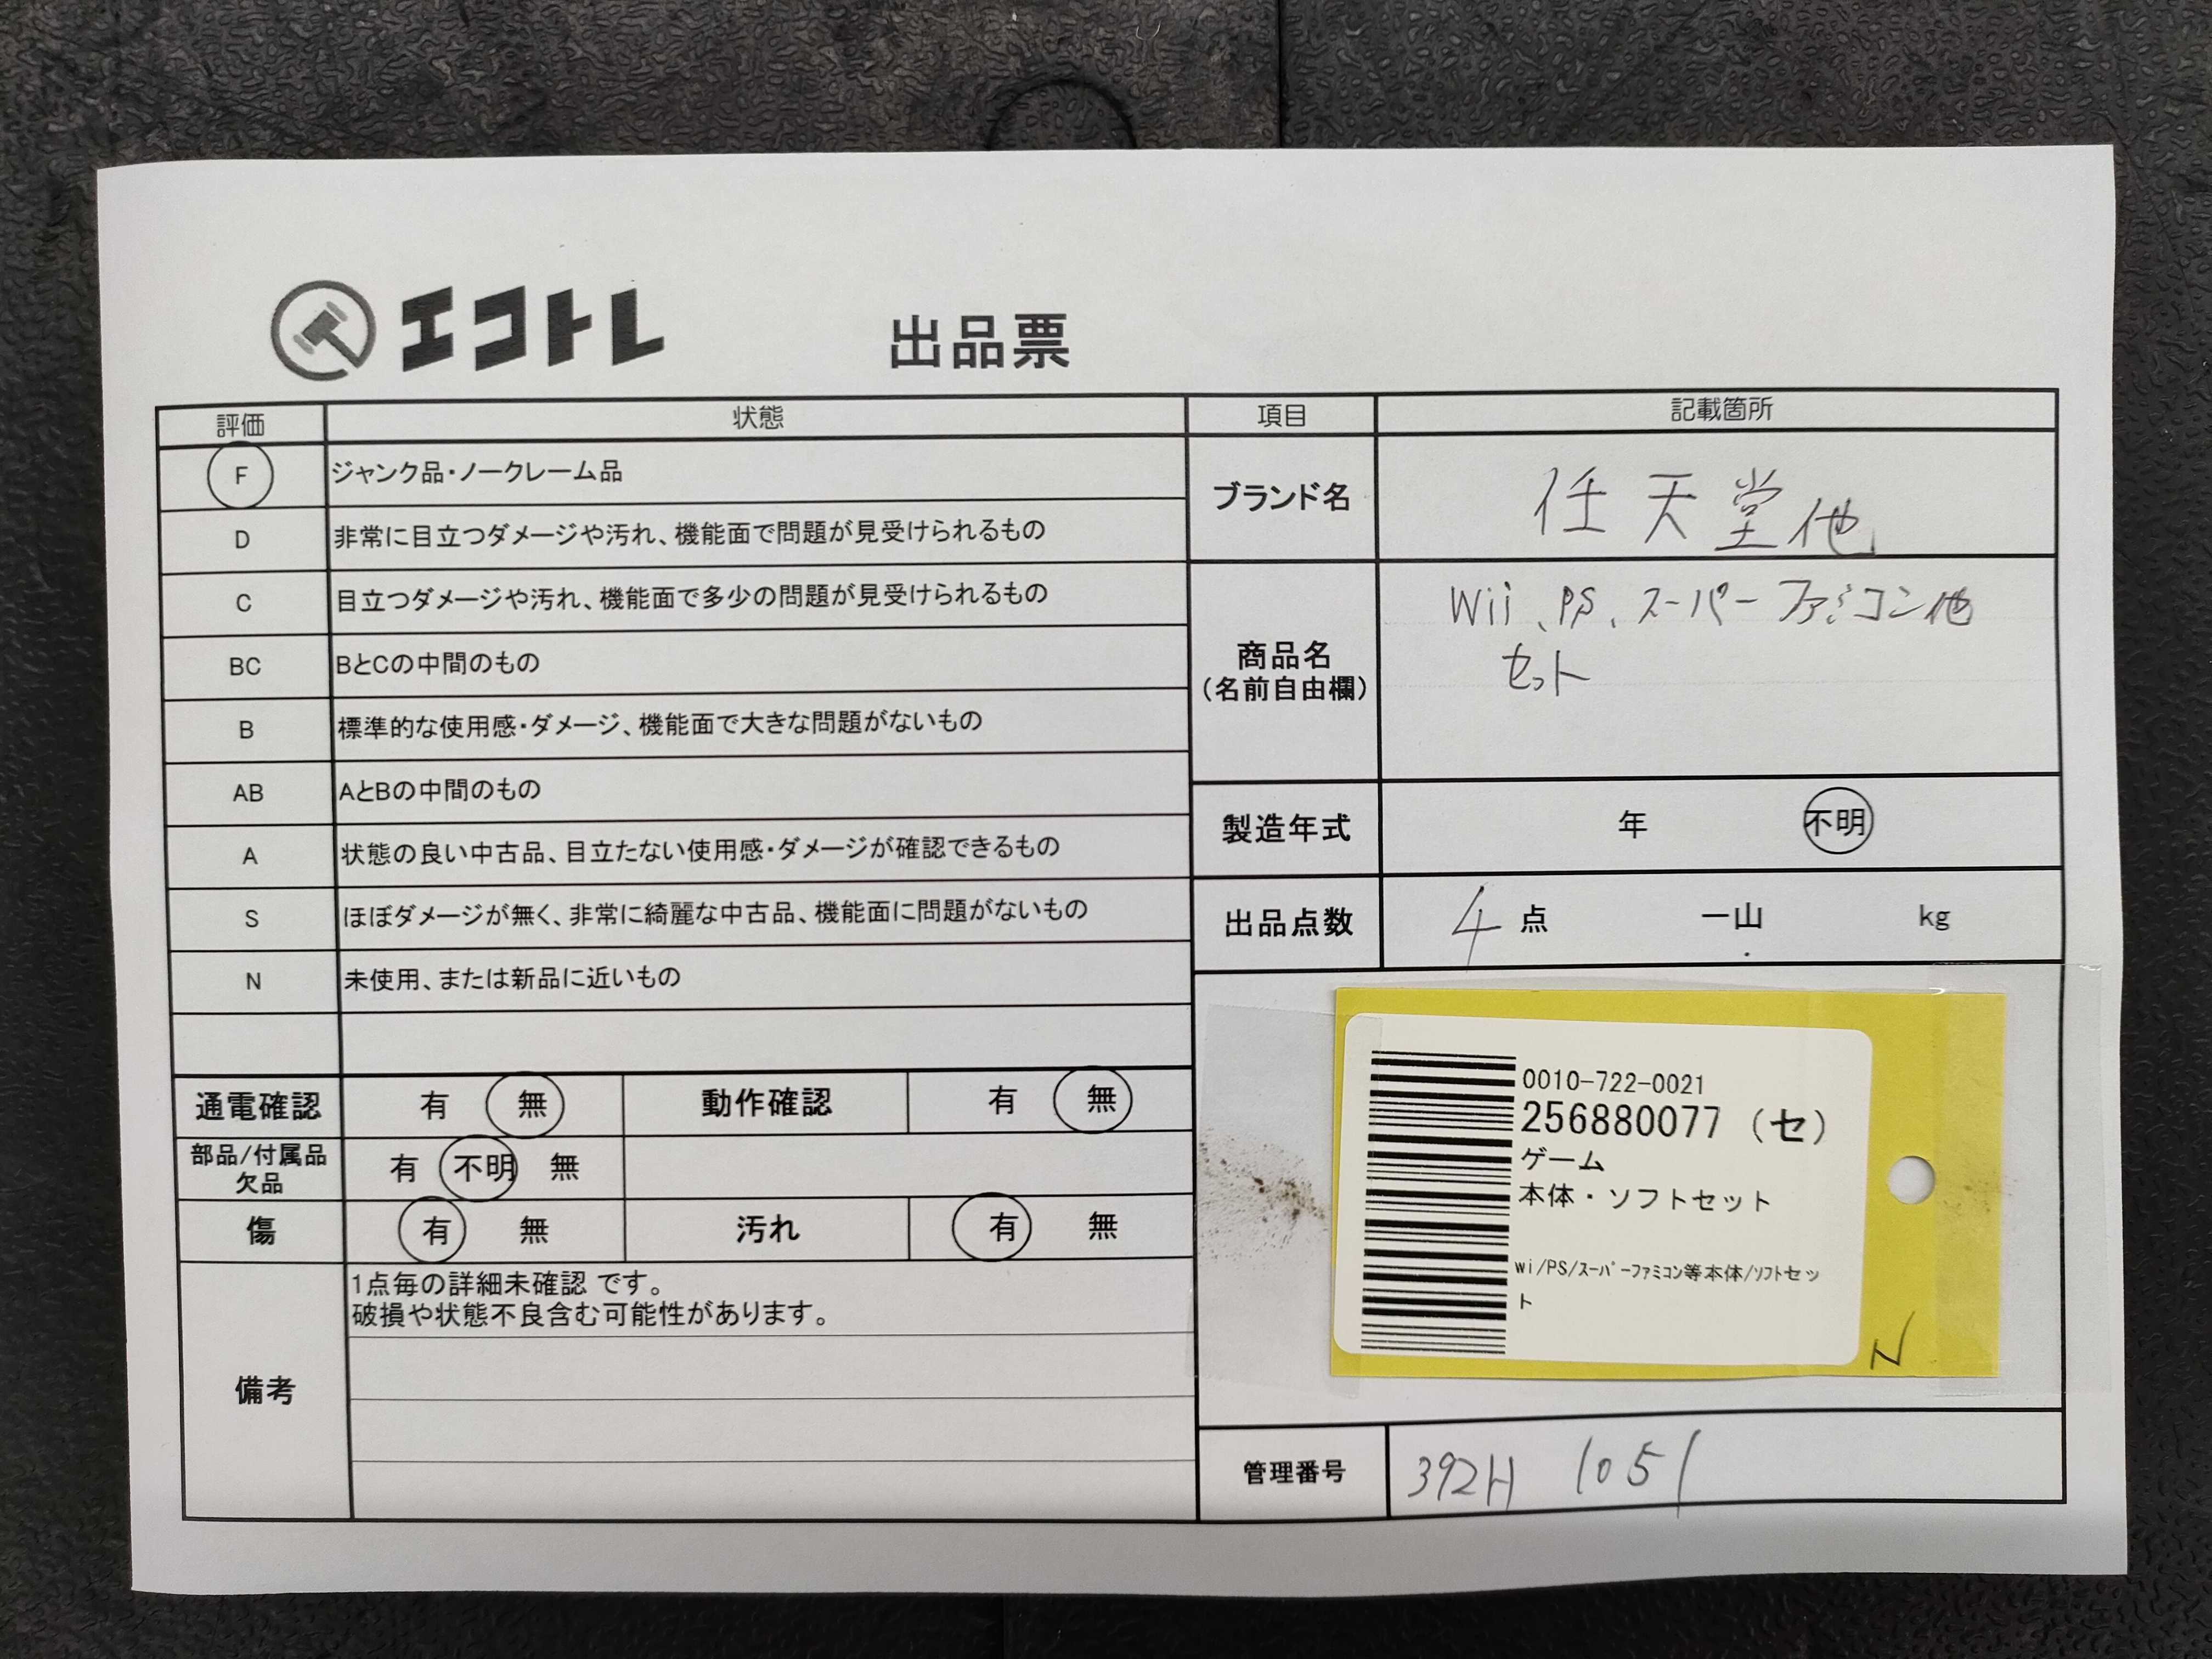 エコトレ
出品票
評価 状態
F ジャンク品・ノークレーム品
D 非常に目立つダメージや汚れ、機能面で問題が見受けられるもの
C 目立つダメージや汚れ、機能面で多少の問題が見受けられるもの
BC BとCの中間のもの
B 標準的な使用感・ダメージ、機能面で大きな問題がないもの
AB AとBの中間のもの
A 状態の良い中古品、目立たない使用感・ダメージが確認できるもの
S ほぼダメージが無く、非常に綺麗な中古品、機能面に問題がないもの
N 未使用、または新品に近いもの
通電確認 有 無 動作確認 有 無
部品/付属品
欠品 有 不明 無
傷 有 無 汚れ 有 無
備考
1点毎の詳細未確認 です。
破損や状態不良含む可能性があります。
項目 記載箇所
ブランド名 任天堂他
商品名
(名前自由欄)
Wii、PS、スーパーファミコン他
セット
製造年式 年 不明
出品点数 4 点 一山 kg
0010-722-0021
256880077 (セ)
ゲーム
本体・ソフトセット
wi/PS/ｽｰﾊﾟｰﾌｧﾐｺﾝ等本体/ｿﾌﾄセッ
ト
N
管理番号 392H 1051